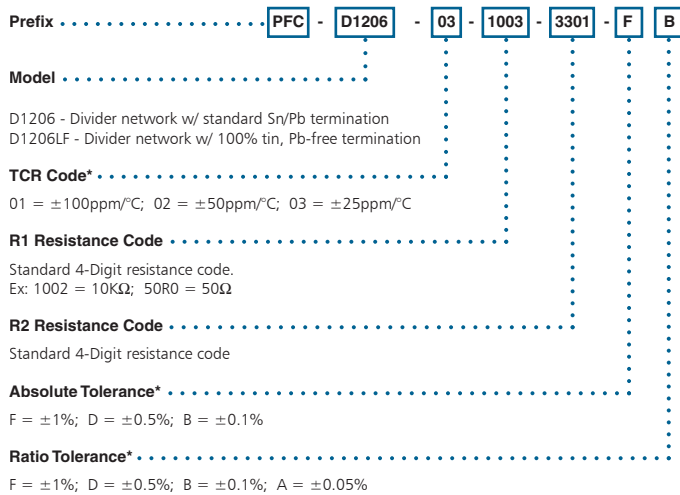 Prefix PFC - D1206 - 03 - 1003 - 3301 - F B
Model
D1206 - Divider network w/ standard Sn/Pb termination
D1206LF - Divider network w/ 100% tin, Pb-free termination
TCR Code*
01 = ±100ppm/°C; 02 = ±50ppm/°C; 03 = ±25ppm/°C
R1 Resistance Code
Standard 4-Digit resistance code.
Ex: 1002 = 10KΩ; 50R0 = 50Ω
R2 Resistance Code
Standard 4-Digit resistance code
Absolute Tolerance*
F = ±1%; D = ±0.5%; B = ±0.1%
Ratio Tolerance*
F = ±1%; D = ±0.5%; B = ±0.1%; A = ±0.05%